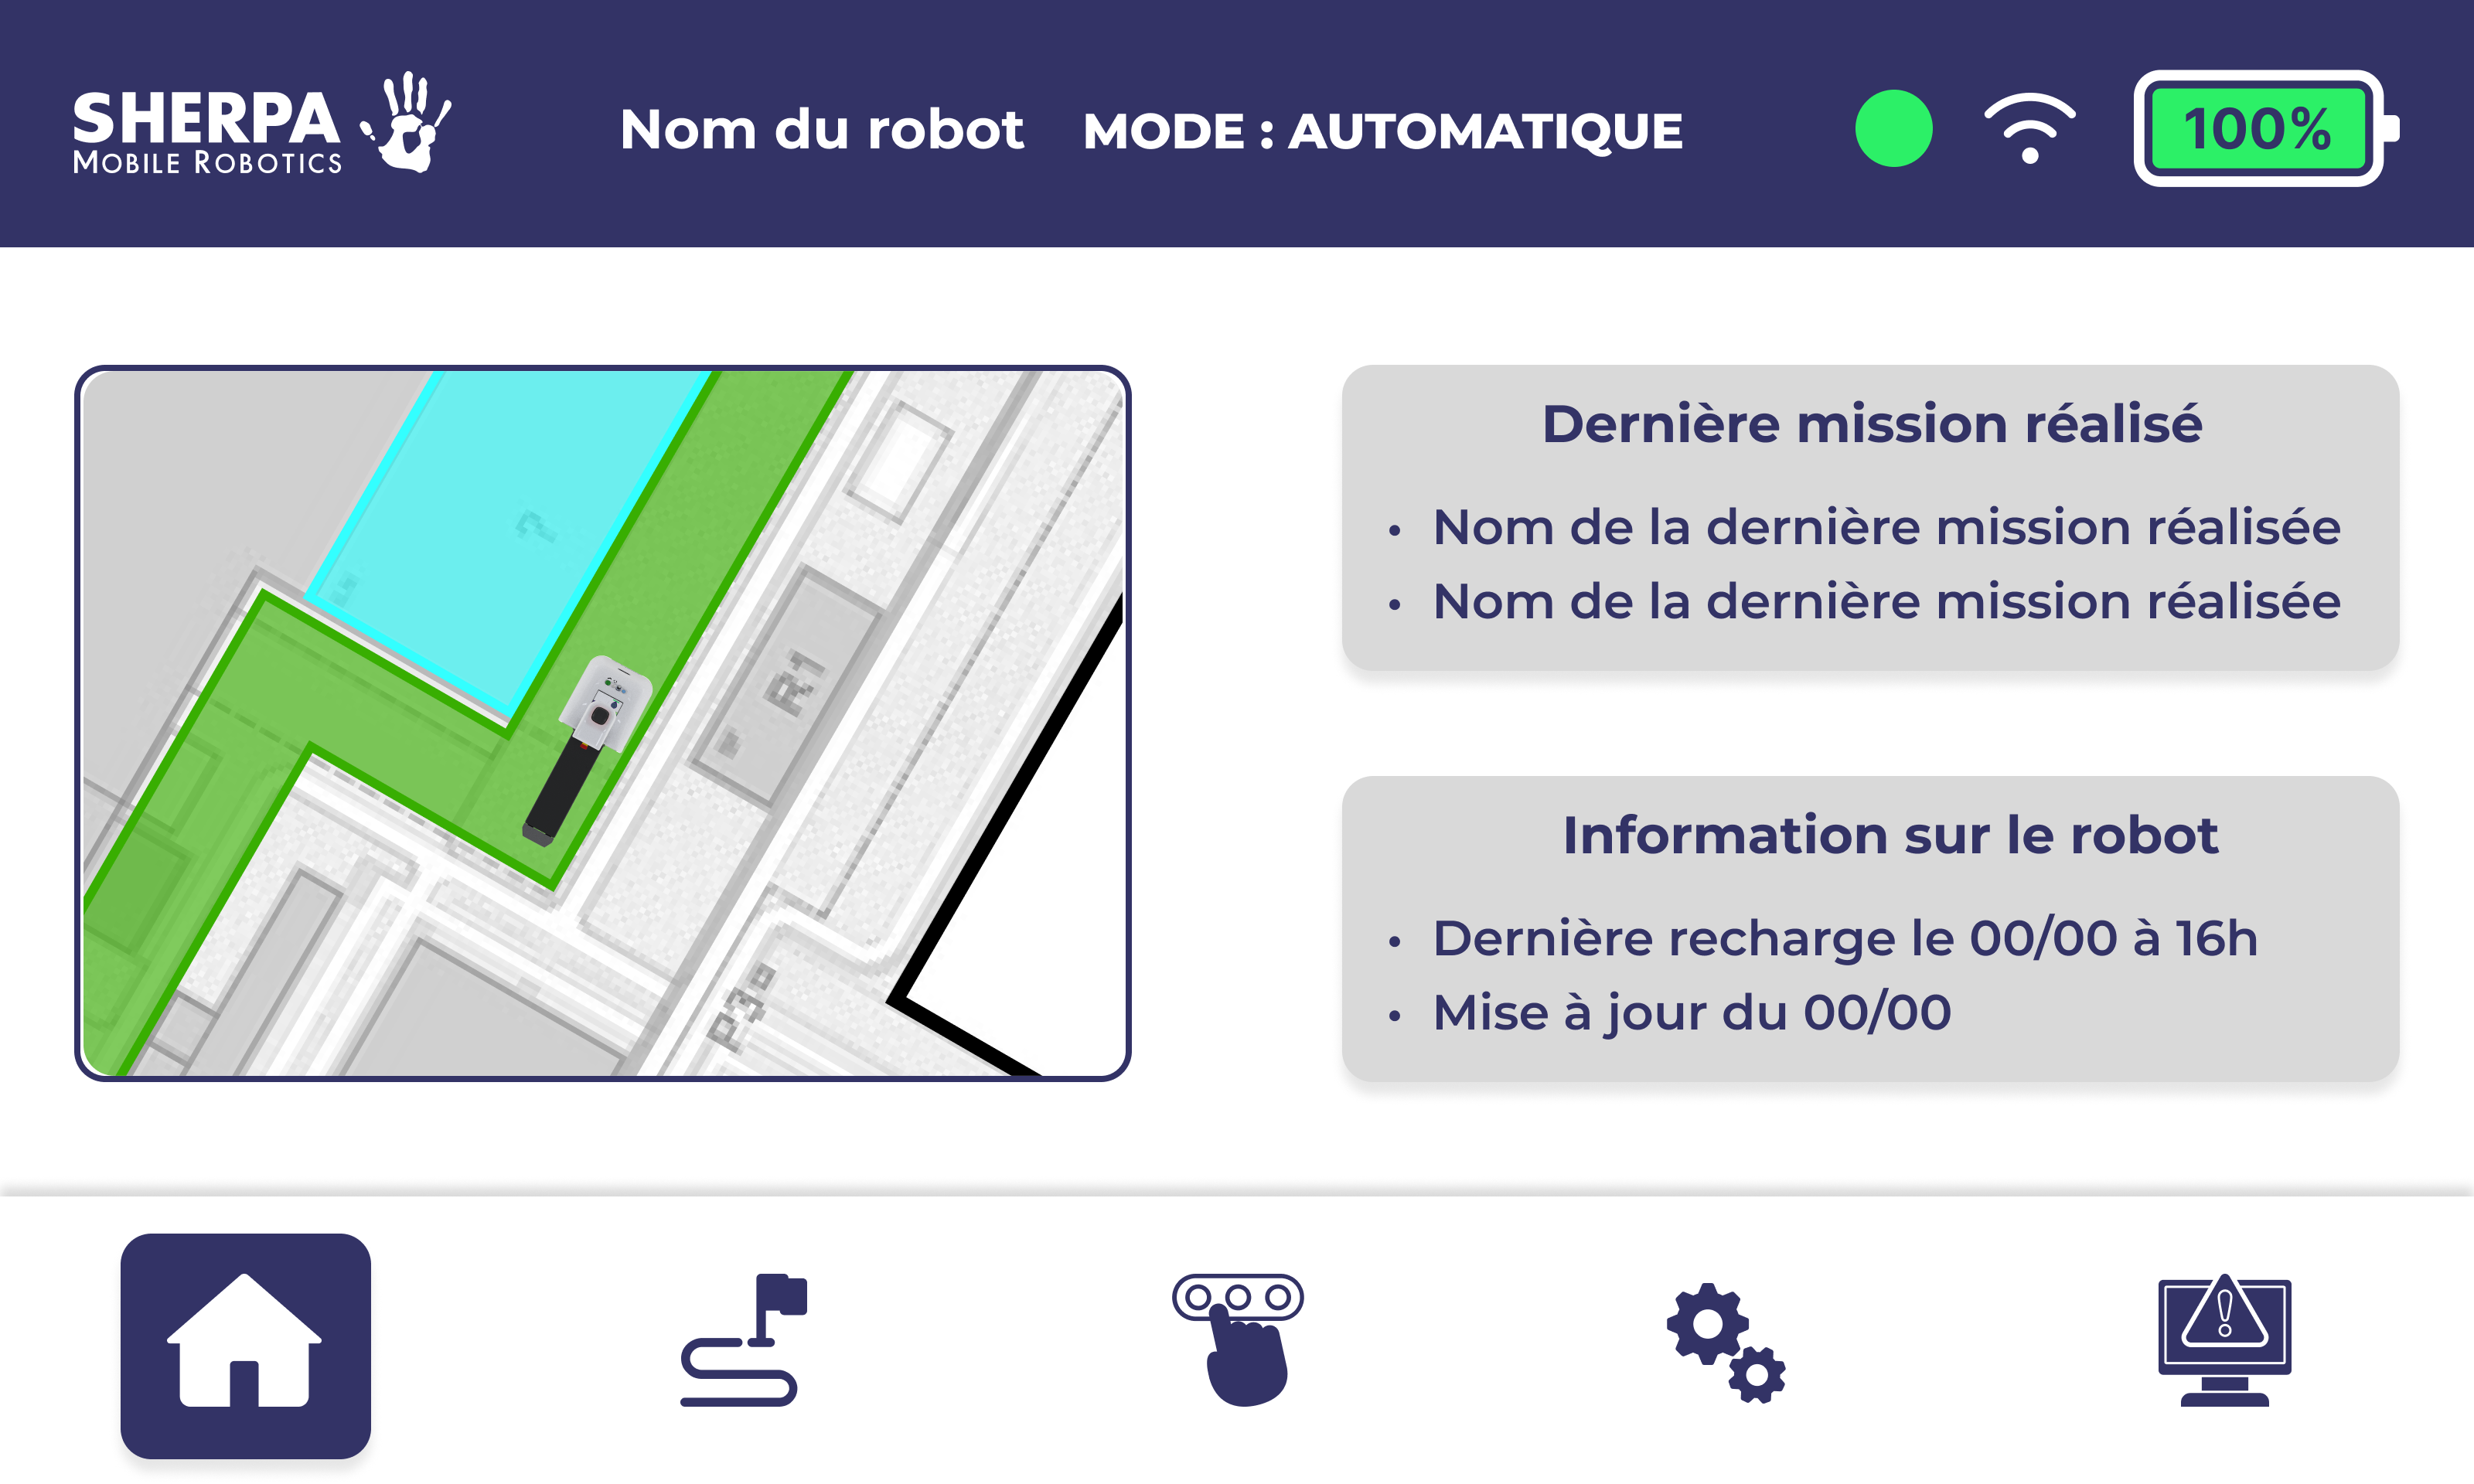 SHERPA
MOBILE ROBOTICS
Nom du robot
MODE : AUTOMATIQUE
100%
Dernière mission réalisé
• Nom de la dernière mission réalisée
• Nom de la dernière mission réalisée
Information sur le robot
• Dernière recharge le 00/00 à 16h
• Mise à jour du 00/00